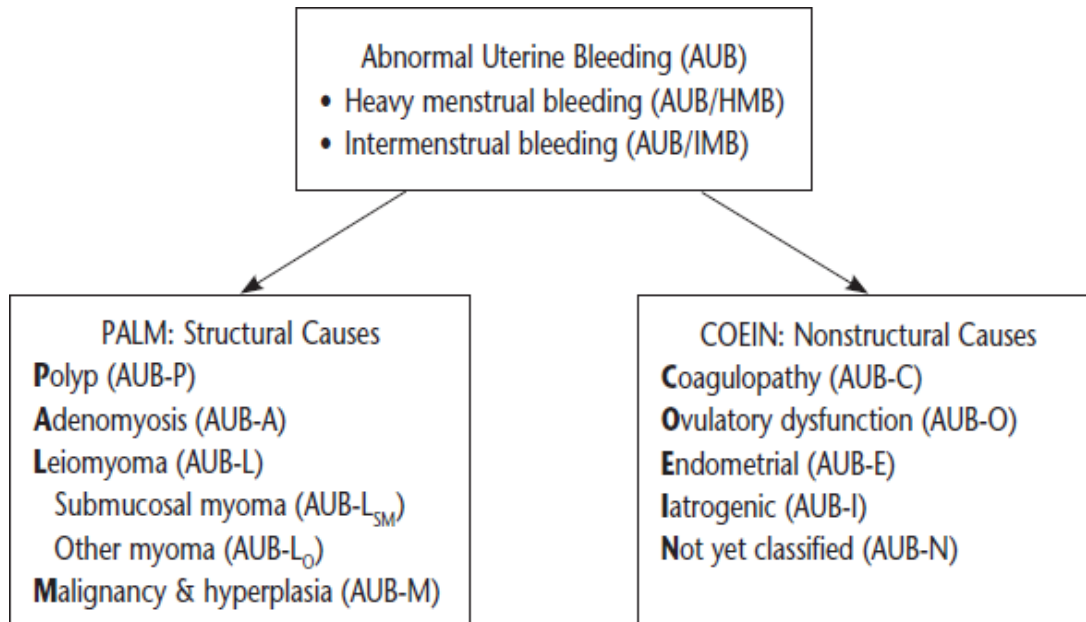 Abnormal Uterine Bleeding (AUB)
• Heavy menstrual bleeding (AUB/HMB)
• Intermenstrual bleeding (AUB/IMB)
PALM: Structural Causes
Polyp (AUB-P)
Adenomyosis (AUB-A)
Leiomyoma (AUB-L)
Submucosal myoma (AUB-LSM)
Other myoma (AUB-LO)
Malignancy & hyperplasia (AUB-M)
COEIN: Nonstructural Causes
Coagulopathy (AUB-C)
Ovulatory dysfunction (AUB-O)
Endometrial (AUB-E)
Iatrogenic (AUB-I)
Not yet classified (AUB-N)